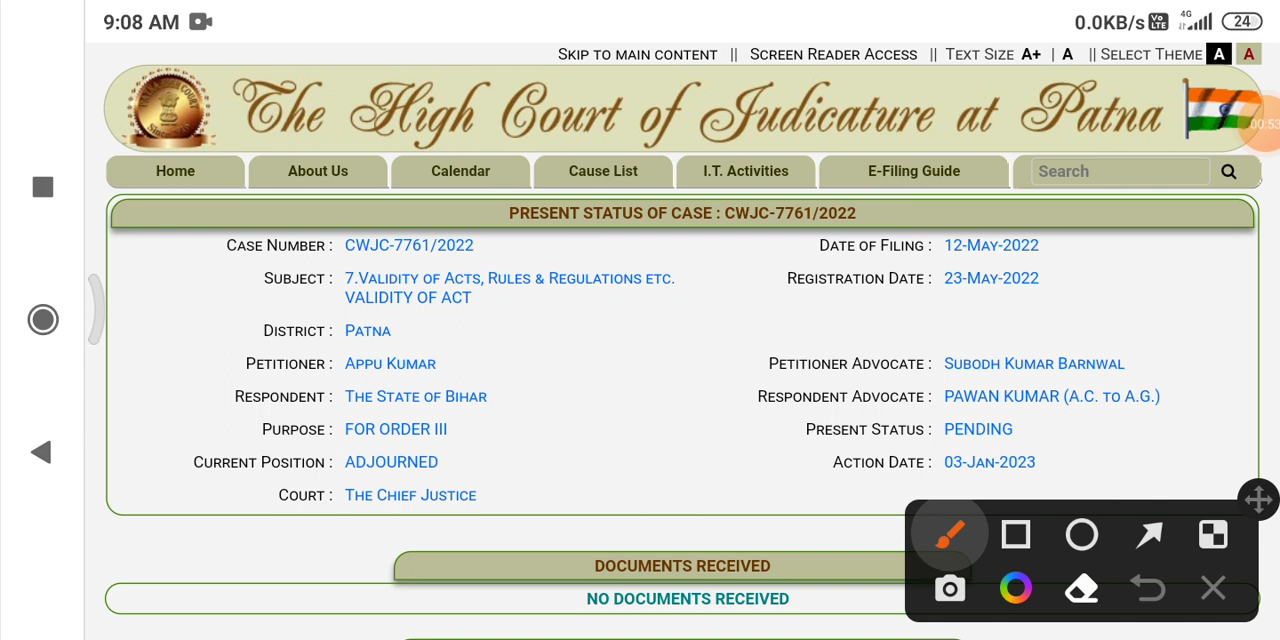 9:08 AM 0.0KB/s Vo LTE 4G 24
SKIP TO MAIN CONTENT || SCREEN READER ACCESS || TEXT SIZE A+ | A || SELECT THEME A A
The High Court of Judicature at Patna
00:53
Home About Us Calendar Cause List I.T. Activities E-Filing Guide Search
PRESENT STATUS OF CASE : CWJC-7761/2022
CASE NUMBER : CWJC-7761/2022 DATE OF FILING : 12-MAY-2022
SUBJECT : 7.VALIDITY OF ACTS, RULES & REGULATIONS ETC. REGISTRATION DATE : 23-MAY-2022
VALIDITY OF ACT
DISTRICT : PATNA
PETITIONER : APPU KUMAR PETITIONER ADVOCATE : SUBODH KUMAR BARNWAL
RESPONDENT : THE STATE OF BIHAR RESPONDENT ADVOCATE : PAWAN KUMAR (A.C. TO A.G.)
PURPOSE : FOR ORDER III PRESENT STATUS : PENDING
CURRENT POSITION : ADJOURNED ACTION DATE : 03-JAN-2023
COURT : THE CHIEF JUSTICE
DOCUMENTS RECEIVED
NO DOCUMENTS RECEIVED